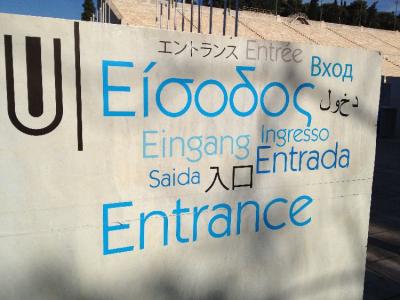 エントランス Entrée
Είσοδος Вход
دخول
Eingang Ingresso
Saida 入口 Entrada
Entrance